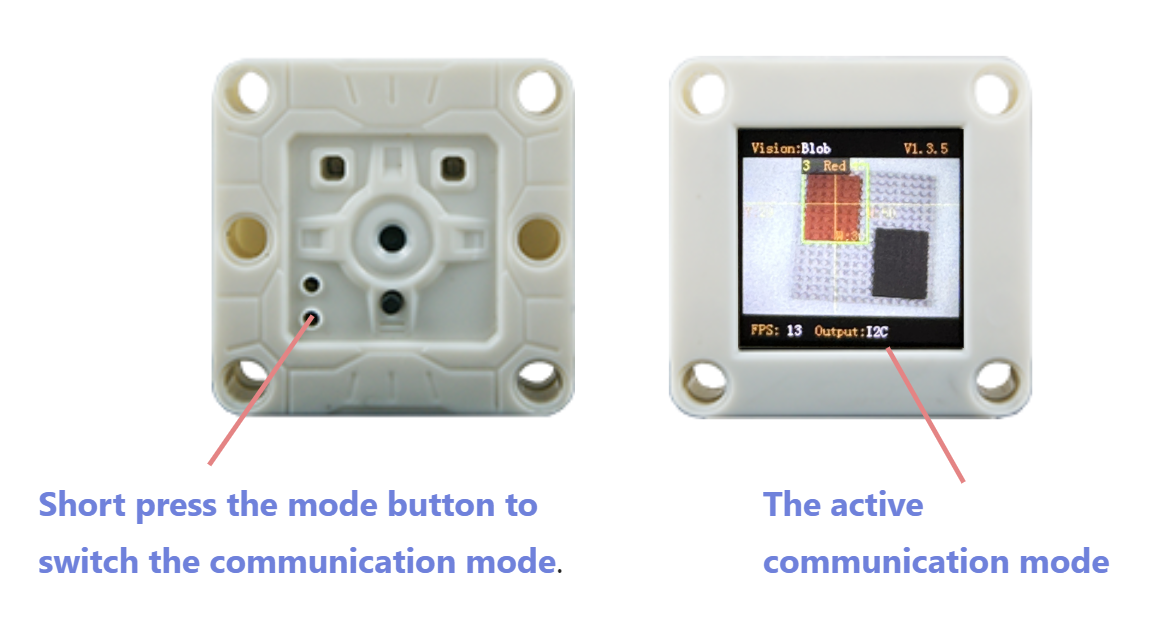 Vision:Blob V1.3.5
3 Red
FPS: 13 Output:I2C
Short press the mode button to
switch the communication mode.
The active
communication mode